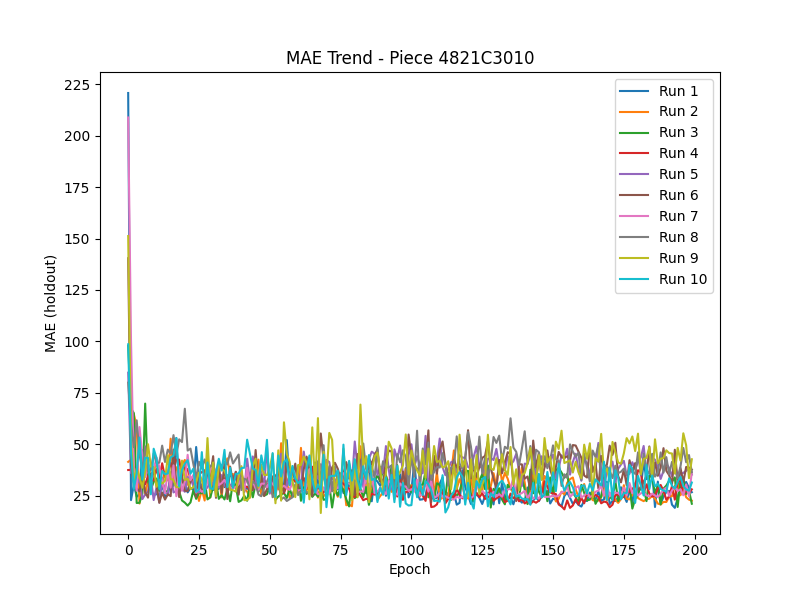 MAE Trend - Piece 4821C3010
MAE (holdout)
225
200
175
150
125
100
75
50
25
0
25
50
75
100
125
150
175
200
Epoch
Run 1
Run 2
Run 3
Run 4
Run 5
Run 6
Run 7
Run 8
Run 9
Run 10